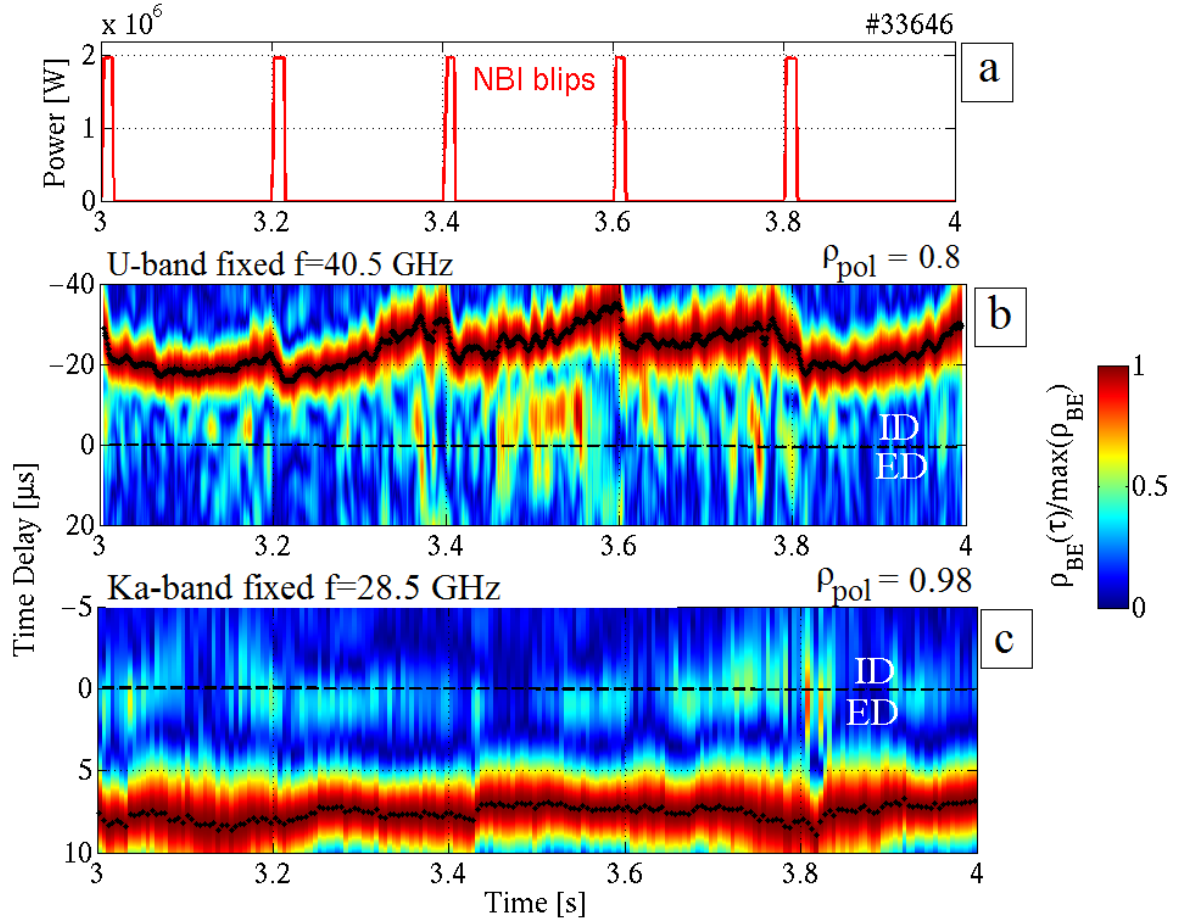 x 10⁶ #33646
a
Power [W]
2
1
0
NBI blips
3 3.2 3.4 3.6 3.8 4
U-band fixed f=40.5 GHz ρpol = 0.8
b
−40
−20
0
20
ID
ED
3 3.2 3.4 3.6 3.8 4
Time Delay [μs]
Ka-band fixed f=28.5 GHz ρpol = 0.98
c
−5
0
5
10
ID
ED
3 3.2 3.4 3.6 3.8 4
Time [s]
1
0.5
0
ρBE(τ)/max(ρBE)